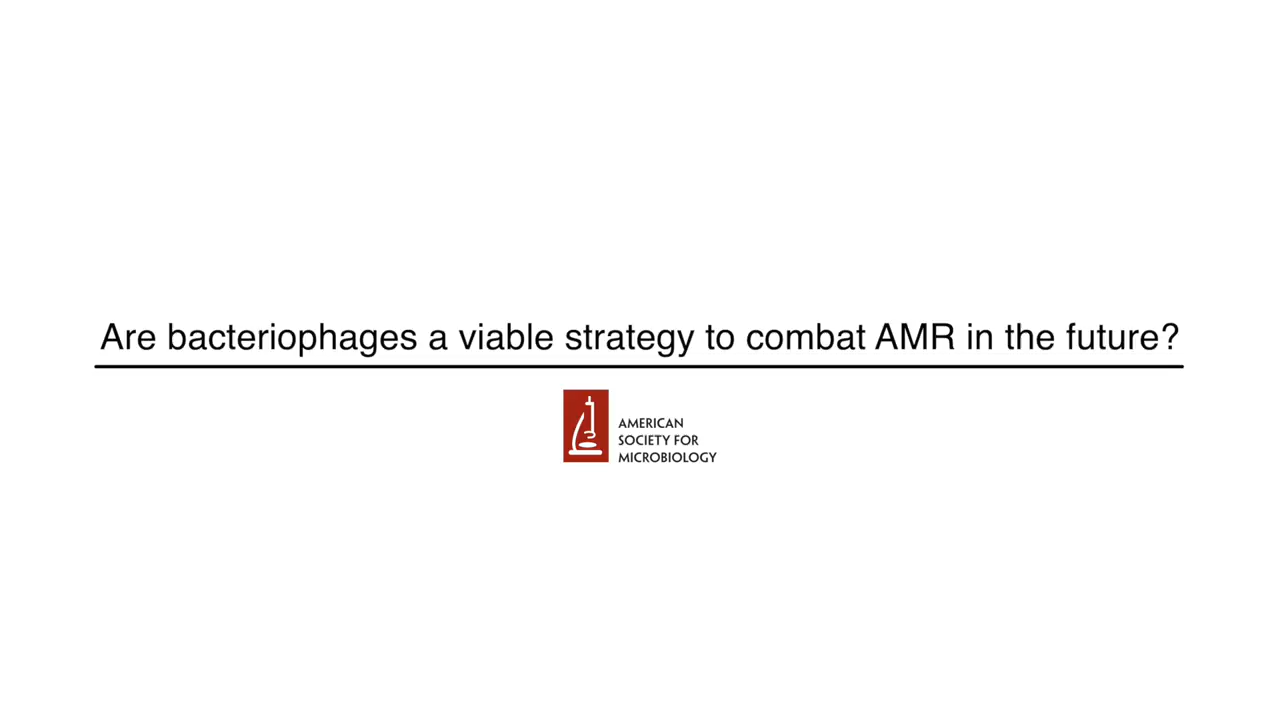 Are bacteriophages a viable strategy to combat AMR in the future?
AMERICAN
SOCIETY FOR
MICROBIOLOGY